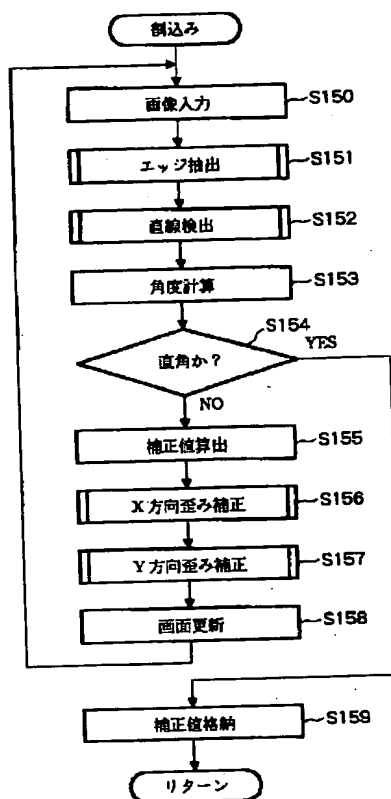 割込み
画像入力 S150
エッジ抽出 S151
直線検出 S152
角度計算 S153
S154
直角か? YES
NO
補正値算出 S155
X方向歪み補正 S156
Y方向歪み補正 S157
画面更新 S158
補正値格納 S159
リターン